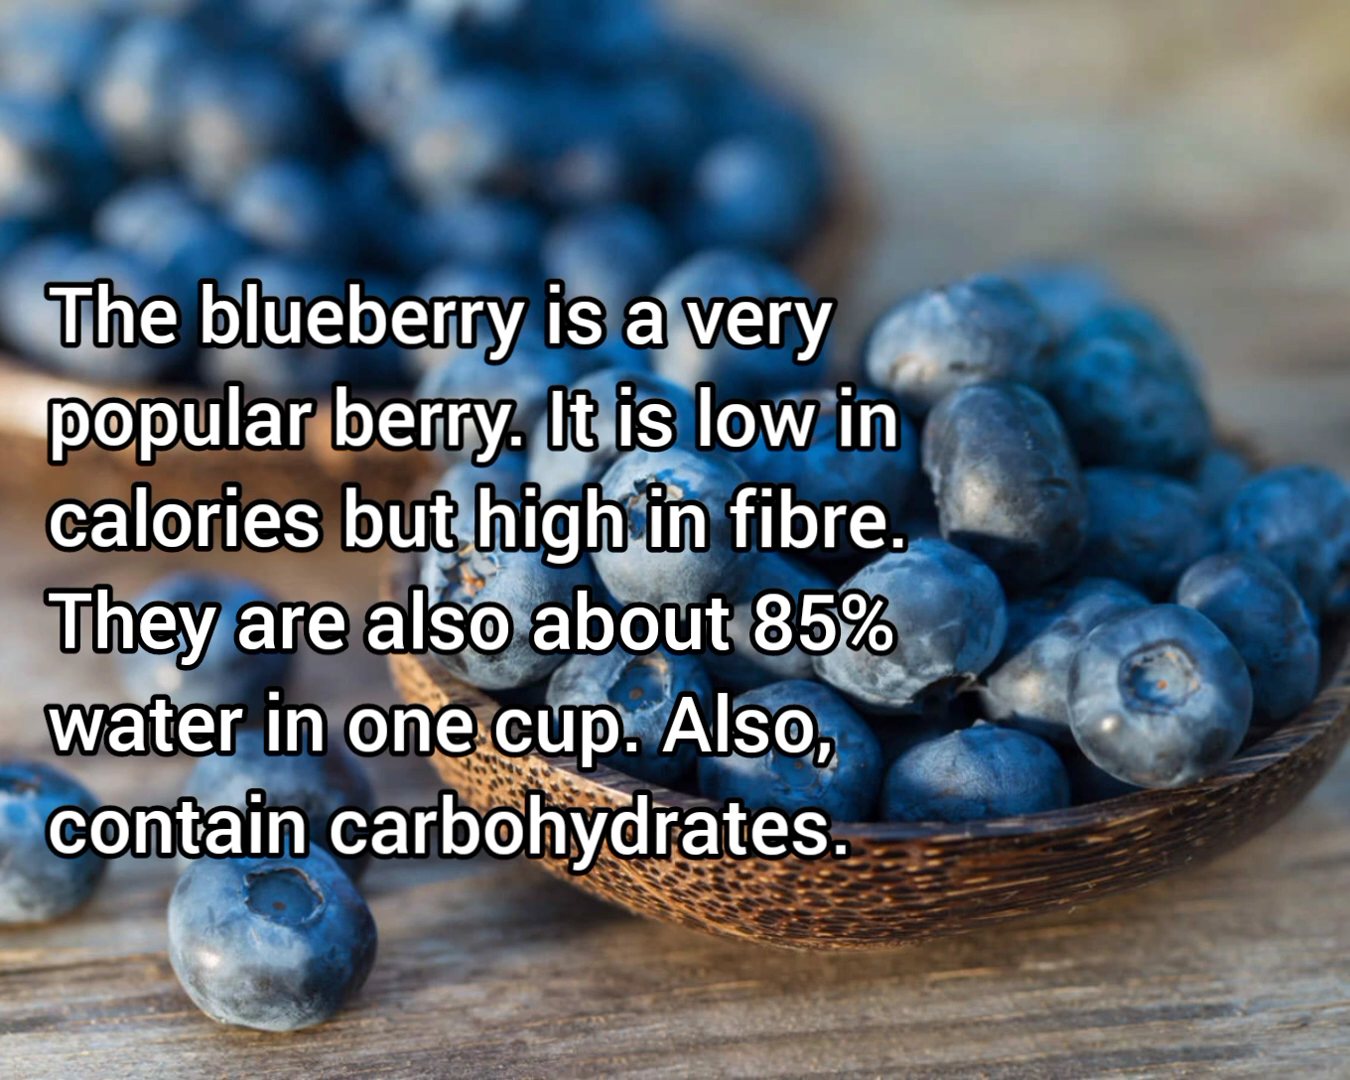 The blueberry is a very
popular berry. It is low in
calories but high in fibre.
They are also about 85%
water in one cup. Also,
contain carbohydrates.